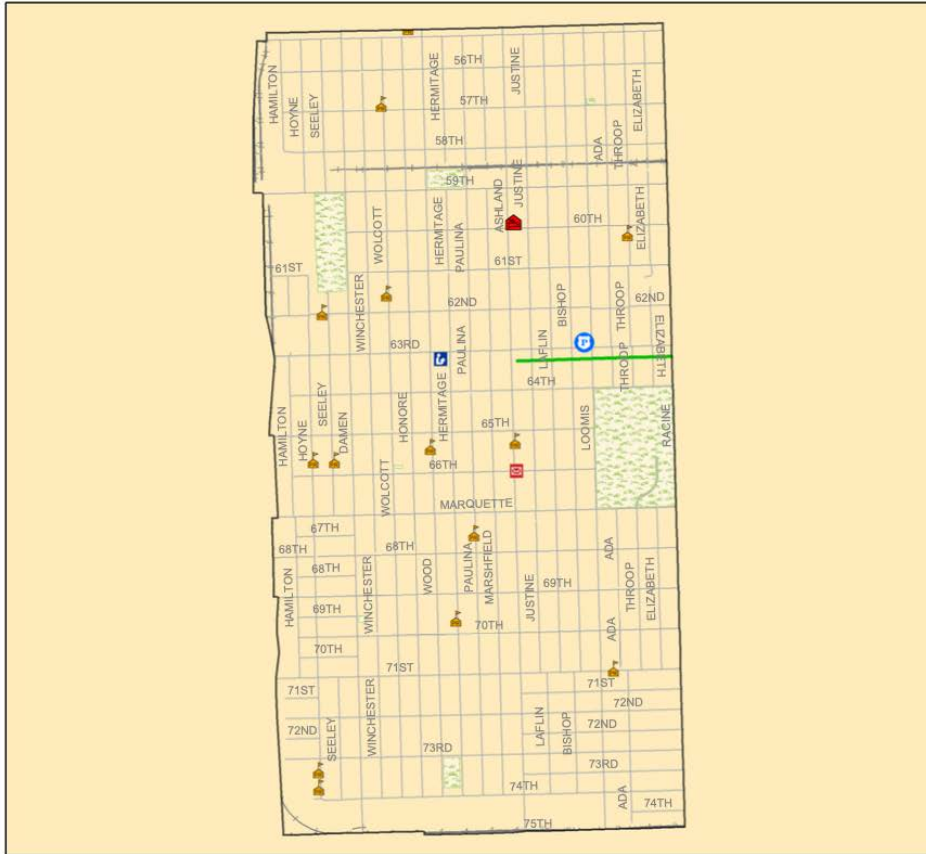 56TH
HERMITAGE
JUSTINE
HAMILTON
HOYNE
SEELEY
57TH
ELIZABETH
58TH
ADA
THROOP
59TH
JUSTINE
ASHLAND
WOLCOTT
HERMITAGE
PAULINA
60TH
ELIZABETH
61ST
61ST
62ND
BISHOP
THROOP
62ND
WINCHESTER
63RD
PAULINA
LAFLIN
THROOP
ELIZABETH
64TH
SEELEY
HAMILTON
HOYNE
DAMEN
HONORE
HERMITAGE
65TH
LOOMIS
RACINE
66TH
WOLCOTT
MARQUETTE
67TH
68TH
68TH
68TH
WINCHESTER
WOOD
PAULINA
MARSHFIELD
ADA
HAMILTON
69TH
69TH
JUSTINE
THROOP
ELIZABETH
70TH
ADA
70TH
71ST
71ST
71ST
72ND
WINCHESTER
LAFLIN
BISHOP
72ND
72ND
SEELEY
73RD
73RD
74TH
ADA
74TH
75TH